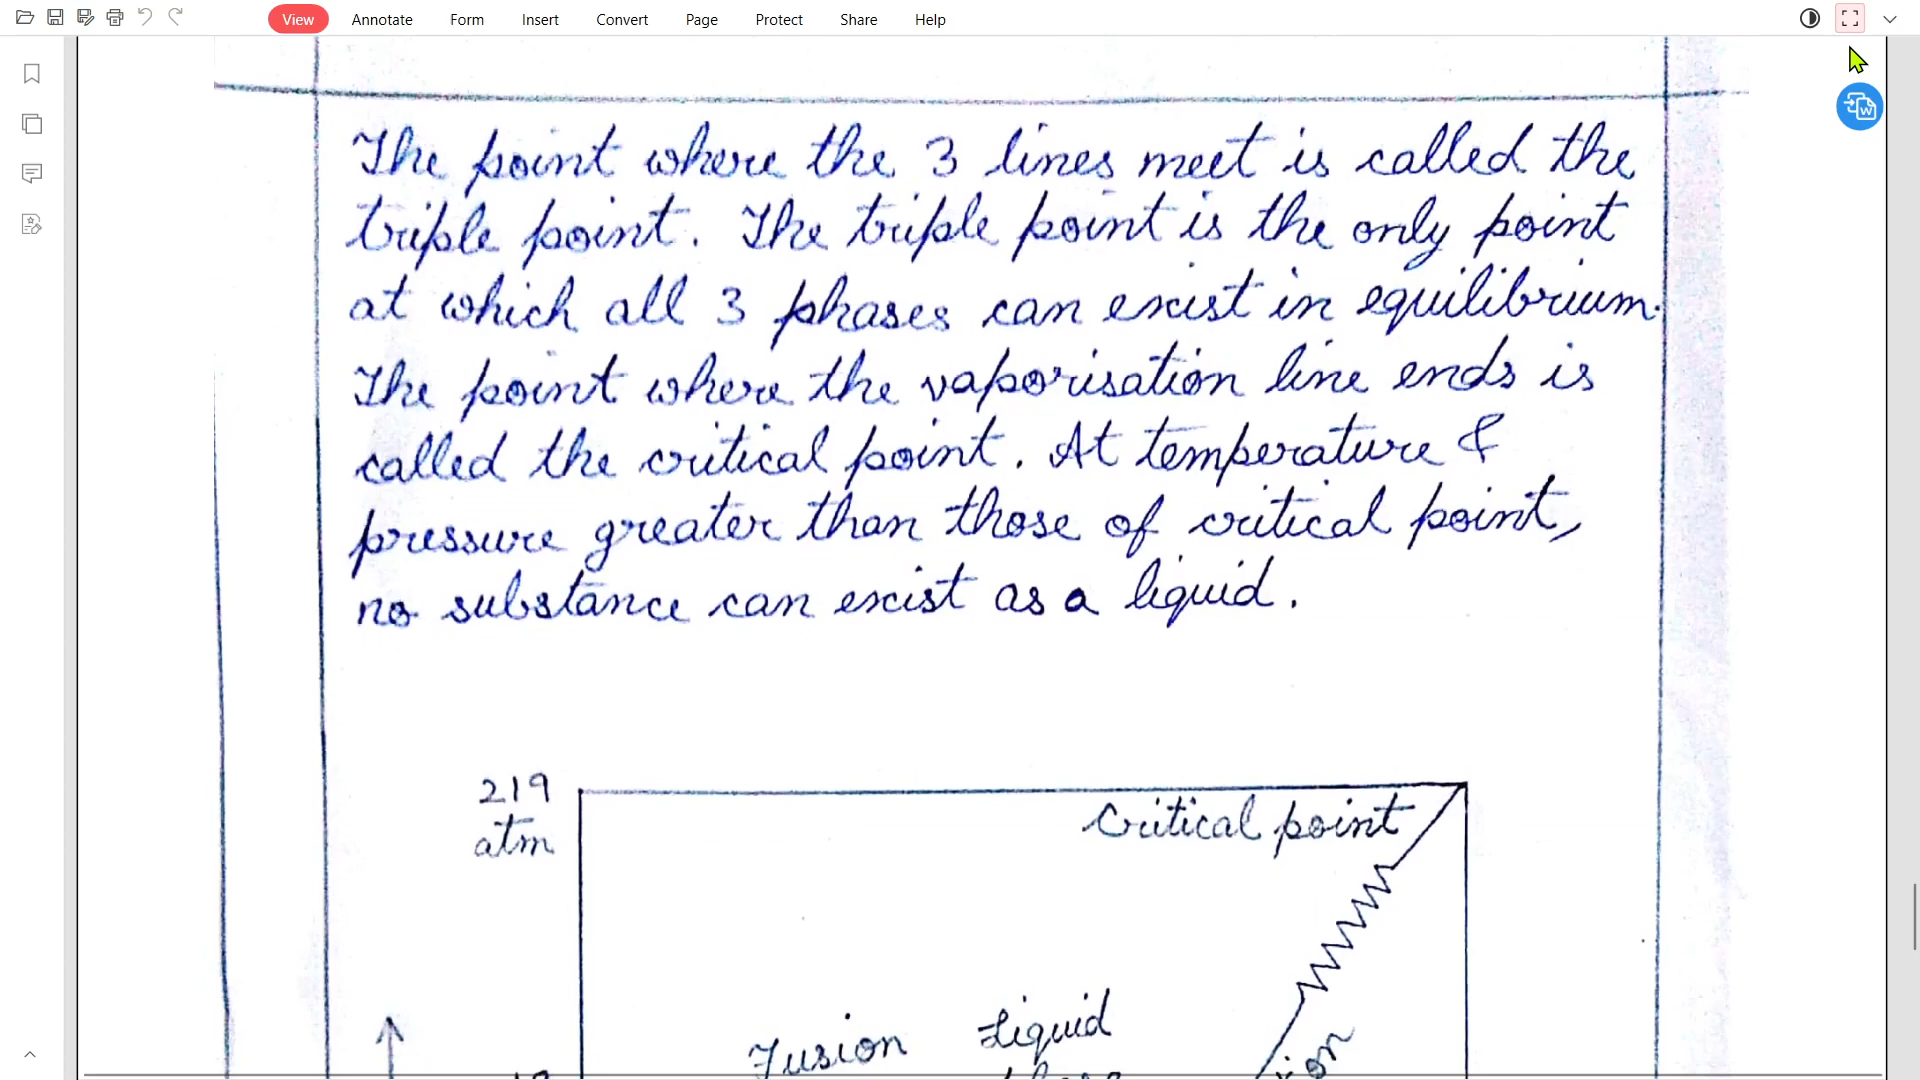 View Annotate Form Insert Convert Page Protect Share Help
The point where the 3 lines meet is called the
triple point. The triple point is the only point
at which all 3 phases can exist in equilibrium.
The point where the vaporisation line ends is
called the critical point. At temperature &
pressure greater than those of critical point,
no substance can exist as a liquid.
219
atm
Critical point
Liquid
Fusion